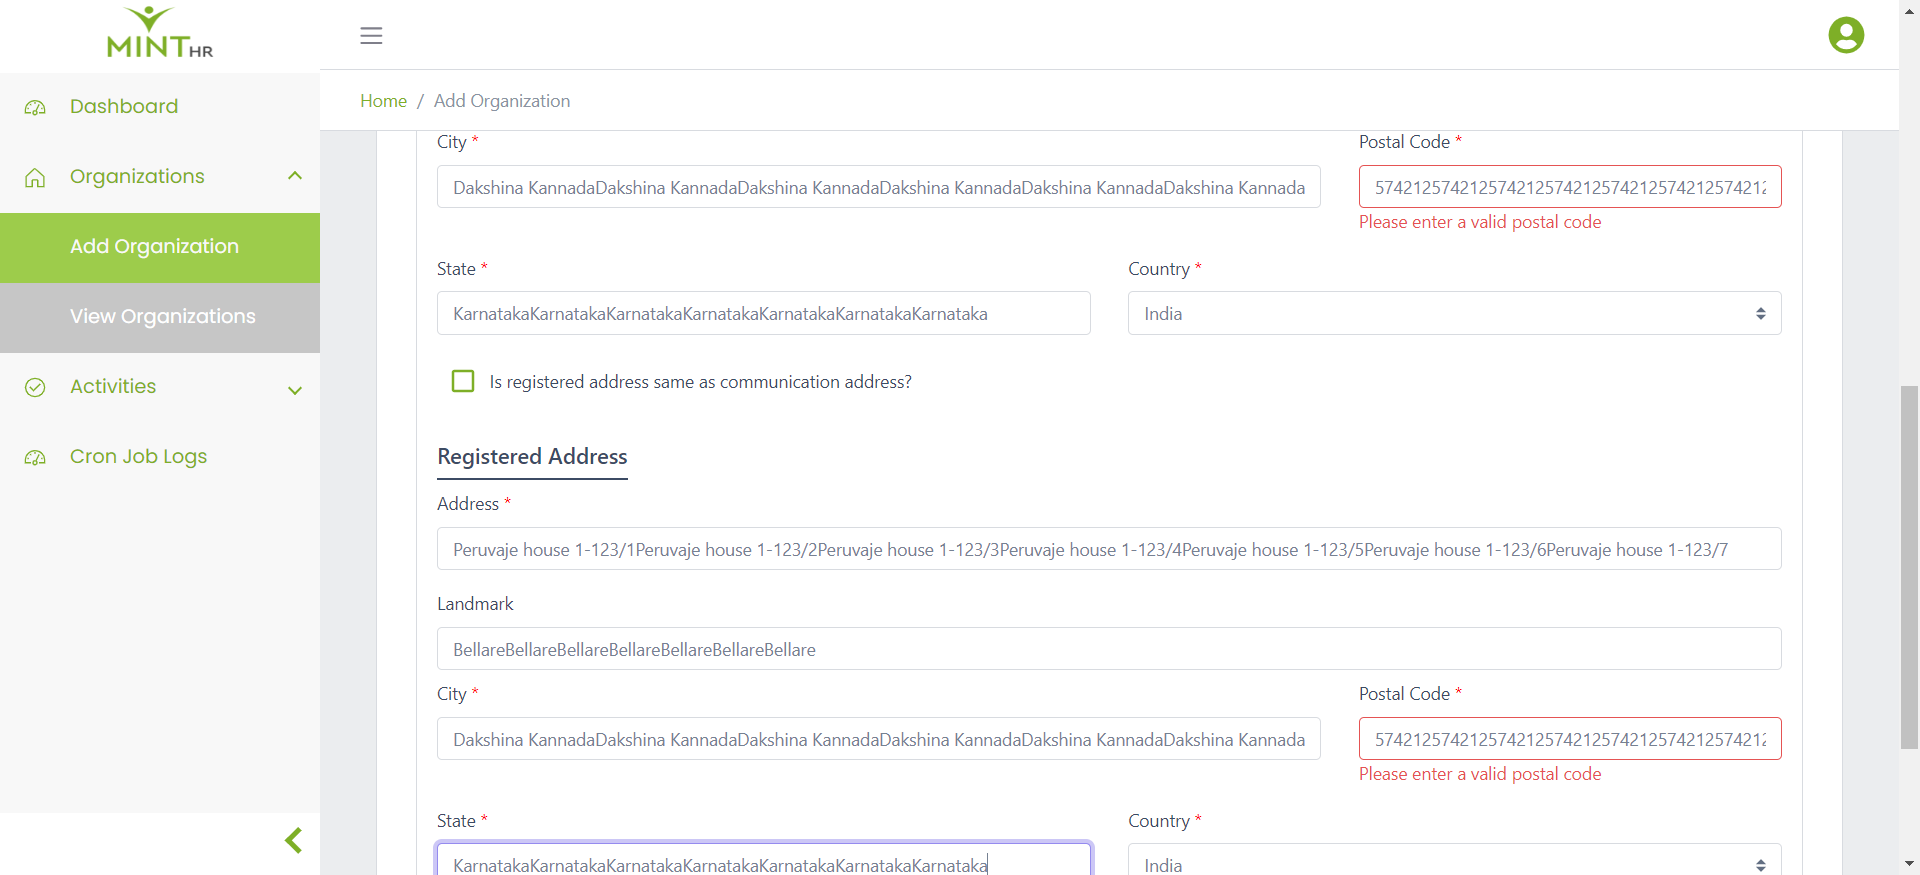 MINT HR
Dashboard
Organizations
Add Organization
View Organizations
Activities
Cron Job Logs
Home / Add Organization
City *
Postal Code *
Dakshina KannadaDakshina KannadaDakshina KannadaDakshina KannadaDakshina KannadaDakshina Kannada
574212574212574212574212574212574212574212
Please enter a valid postal code
State *
Country *
KarnatakaKarnatakaKarnatakaKarnatakaKarnatakaKarnatakaKarnataka
India
Is registered address same as communication address?
Registered Address
Address *
Peruvaje house 1-123/1Peruvaje house 1-123/2Peruvaje house 1-123/3Peruvaje house 1-123/4Peruvaje house 1-123/5Peruvaje house 1-123/6Peruvaje house 1-123/7
Landmark
BellareBellareBellareBellareBellareBellareBellare
City *
Postal Code *
Dakshina KannadaDakshina KannadaDakshina KannadaDakshina KannadaDakshina KannadaDakshina Kannada
574212574212574212574212574212574212574212
Please enter a valid postal code
State *
Country *
KarnatakaKarnatakaKarnatakaKarnatakaKarnatakaKarnatakaKarnataka
India